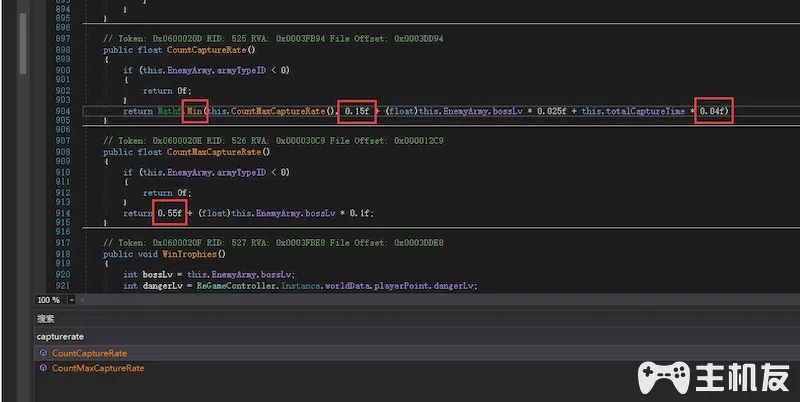 893
894 }
895 }
896
897 // Token: 0x0600020D RID: 525 RVA: 0x0003FB94 File Offset: 0x0003DD94
898 public float CountCaptureRate()
899 {
900 if (this.EnemyArmy.armyTypeID < 0)
901 {
902 return 0f;
903 }
904 return Mathf.Min(this.CountMaxCaptureRate(), 0.15f + (float)this.EnemyArmy.bossLv * 0.025f + this.totalCaptureTime * 0.04f)
905 }
906
907 // Token: 0x0600020E RID: 526 RVA: 0x000030C9 File Offset: 0x000012C9
908 public float CountMaxCaptureRate()
909 {
910 if (this.EnemyArmy.armyTypeID < 0)
911 {
912 return 0f;
913 }
914 return 0.55f + (float)this.EnemyArmy.bossLv * 0.1f;
915 }
916
917 // Token: 0x0600020F RID: 527 RVA: 0x0003FBE8 File Offset: 0x0003DDE8
918 public void WinTrophies()
919 {
920 int bossLv = this.EnemyArmy.bossLv;
921 int dangerLv = ReGameController.Instance.worldData.playerPoint.dangerLv;
100 %
搜索
capturerate
CountCaptureRate
CountMaxCaptureRate
主机友